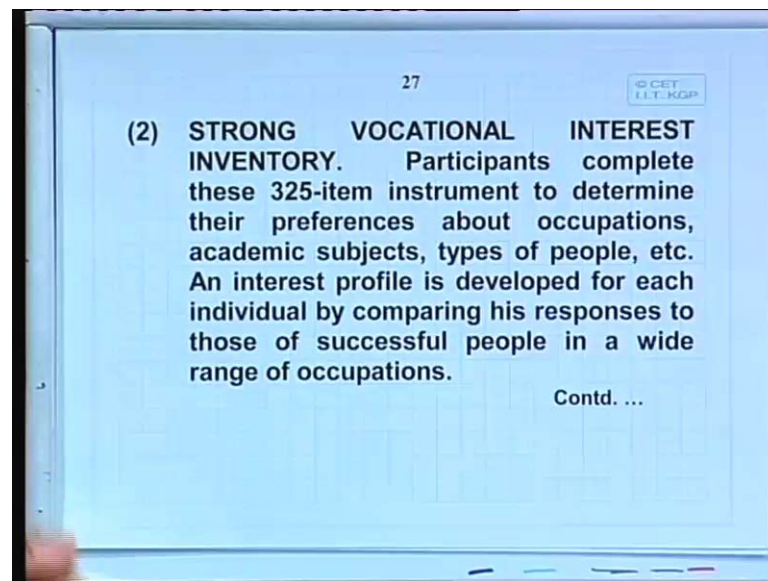 27
© CET
I.I.T. KGP
(2) STRONG VOCATIONAL INTEREST
INVENTORY. Participants complete
these 325-item instrument to determine
their preferences about occupations,
academic subjects, types of people, etc.
An interest profile is developed for each
individual by comparing his responses to
those of successful people in a wide
range of occupations.
Contd. ...